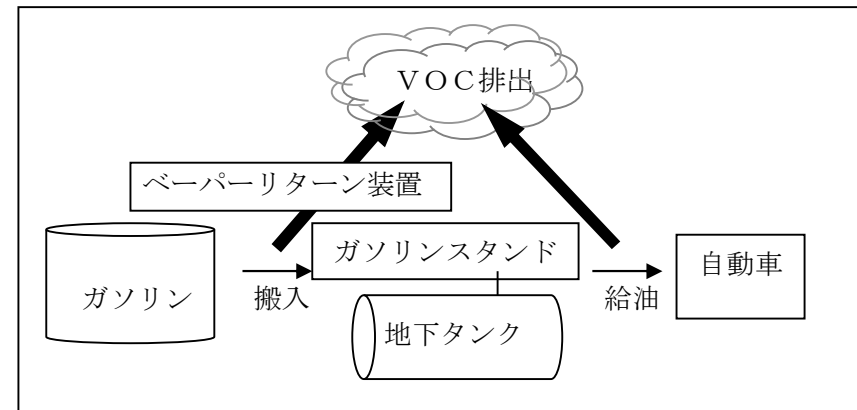 VOC排出
ベーパーリターン装置
ガソリンスタンド
自動車
ガソリン
搬入
給油
地下タンク